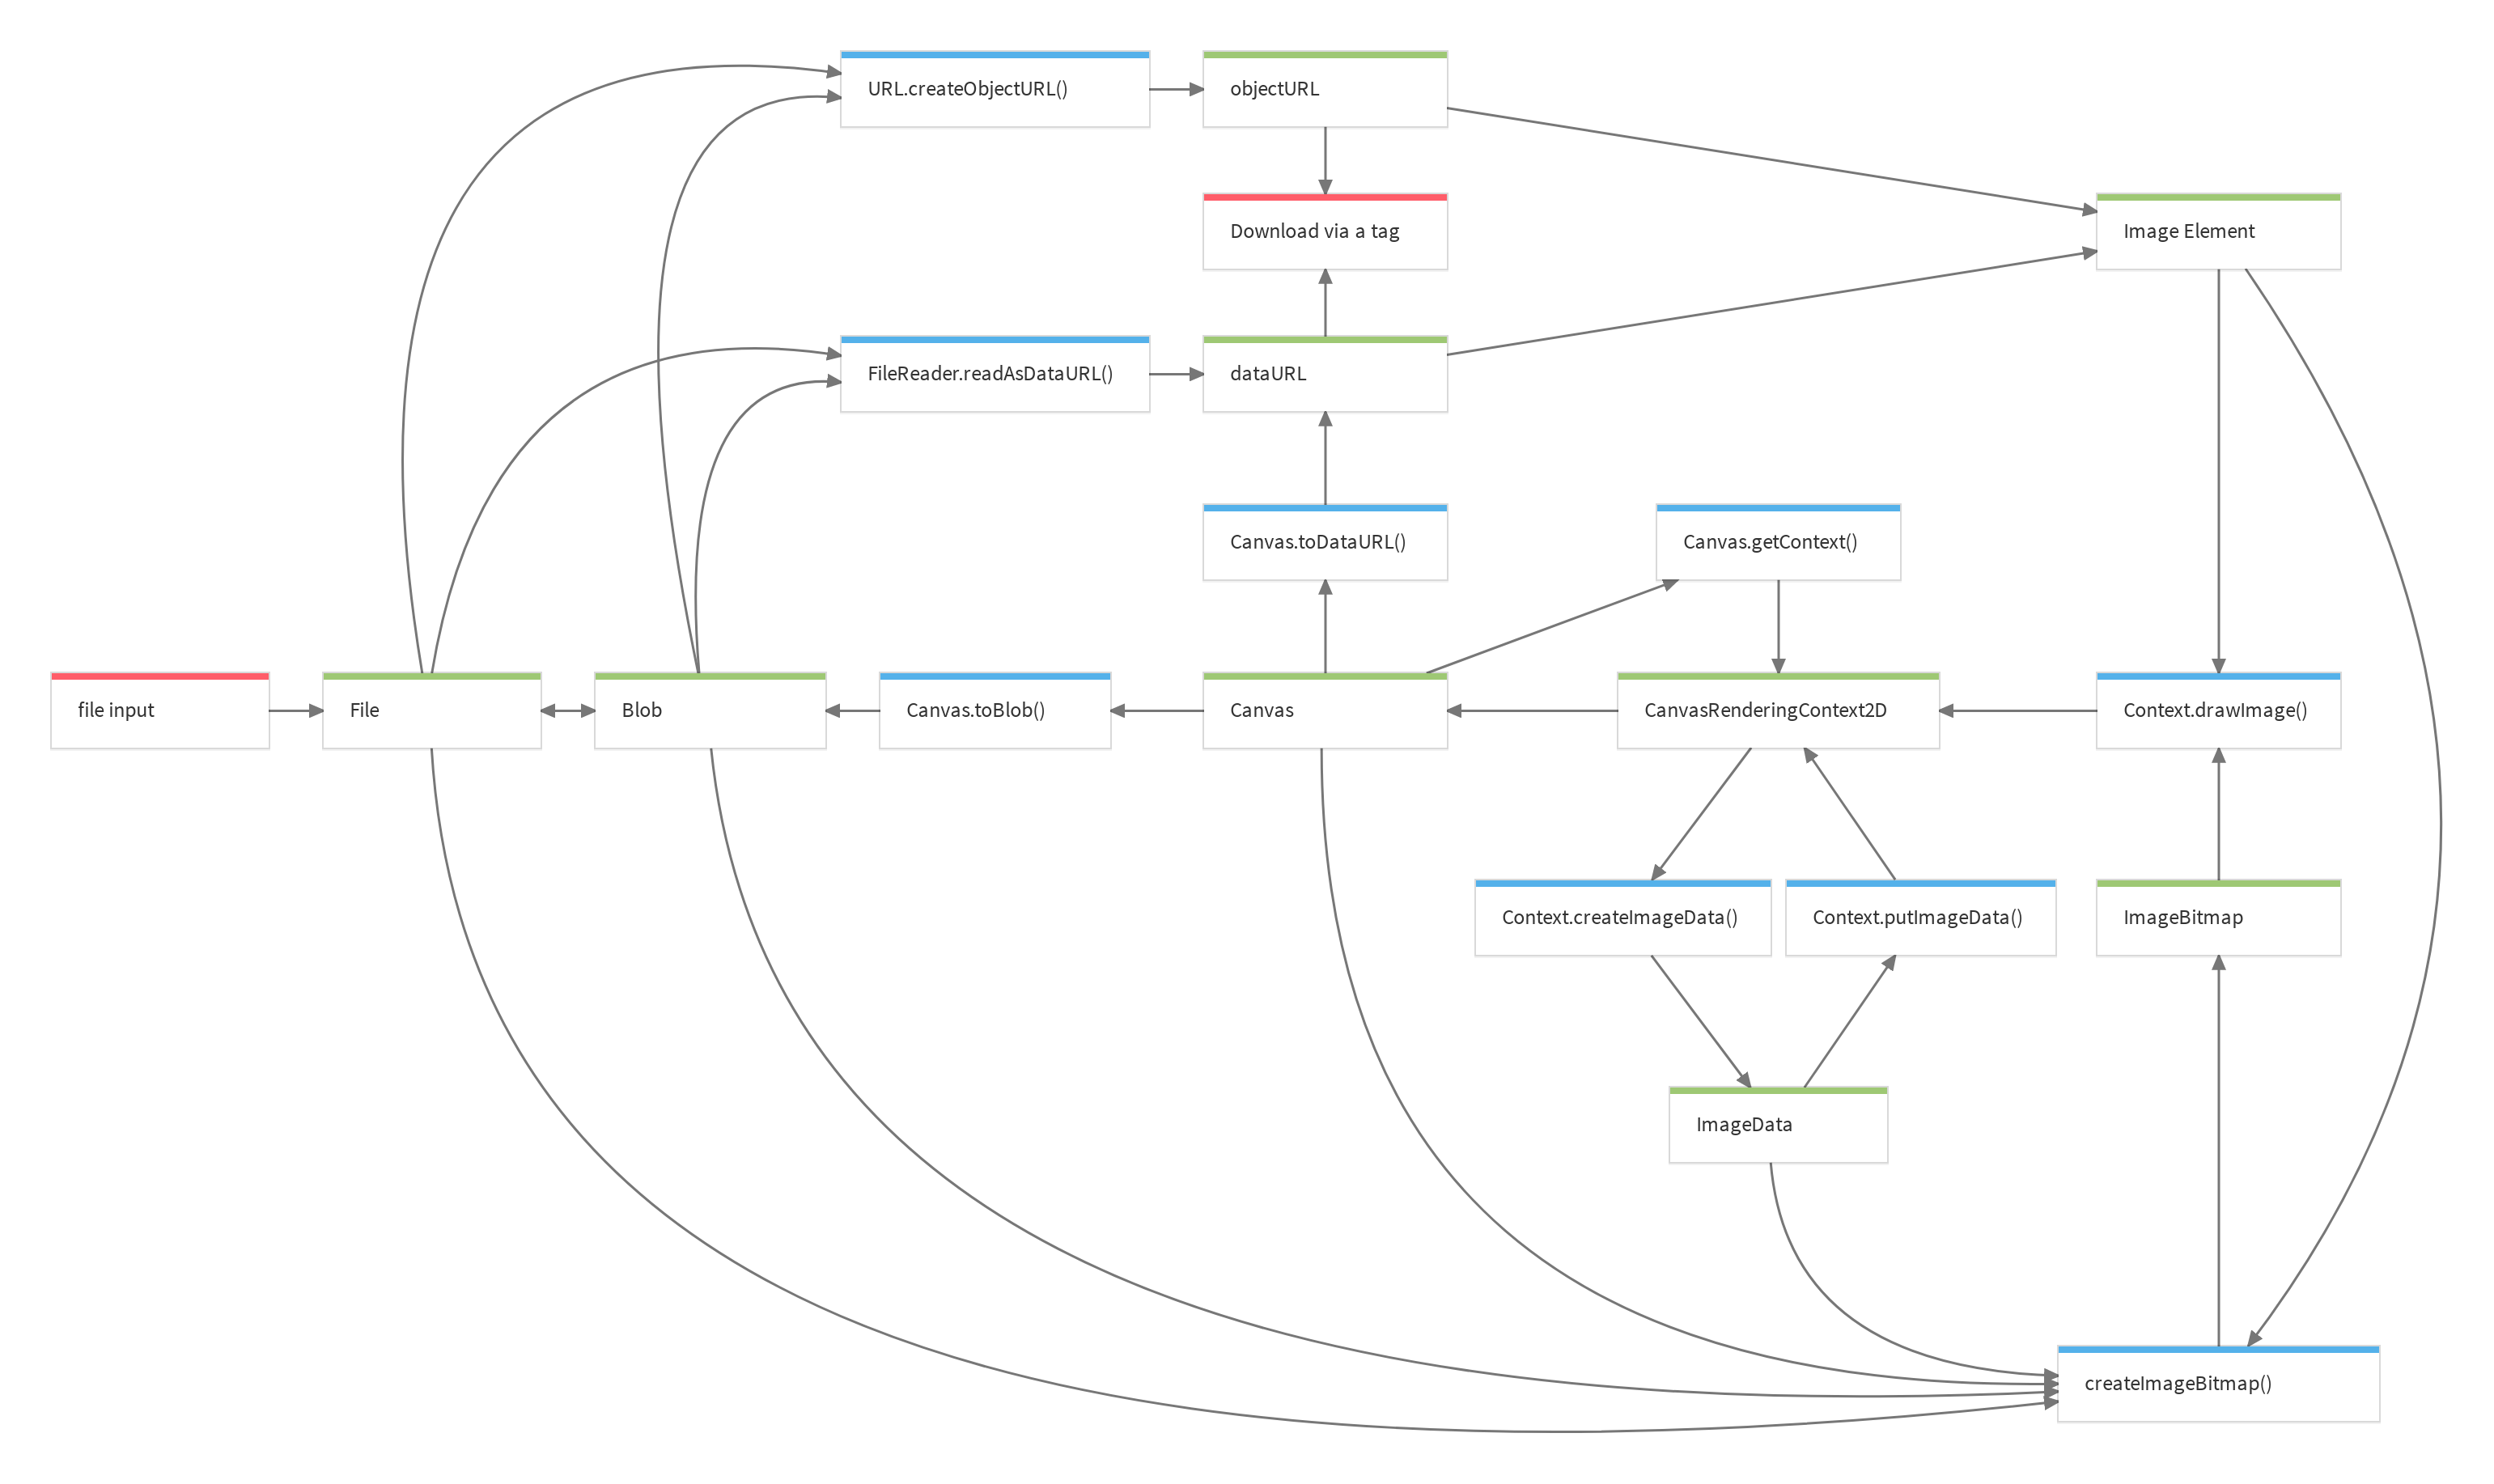 URL.createObjectURL()
objectURL
Download via a tag
Image Element
FileReader.readAsDataURL()
dataURL
Canvas.toDataURL()
Canvas.getContext()
file input
File
Blob
Canvas.toBlob()
Canvas
CanvasRenderingContext2D
Context.drawImage()
Context.createImageData()
Context.putImageData()
ImageBitmap
ImageData
createImageBitmap()